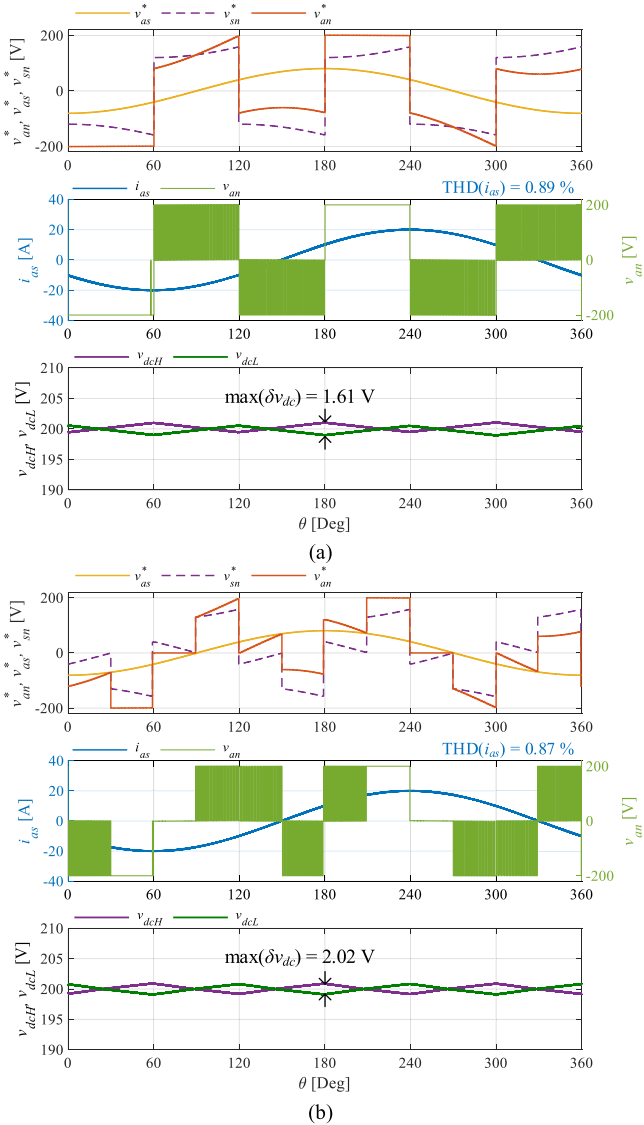 v*as v*sn v*an
v*an, v*as, v*sn [V]
200
0
-200
0 60 120 180 240 300 360
ias van THD(ias) = 0.89 %
ias [A]
40
20
0
-20
-40
200
0
-200
van [V]
0 60 120 180 240 300 360
vdcH vdcL
vdcH, vdcL [V]
210
205
200
195
190
max(δvdc) = 1.61 V
0 60 120 180 240 300 360
θ [Deg]
(a)
v*as v*sn v*an
v*an, v*as, v*sn [V]
200
0
-200
0 60 120 180 240 300 360
ias van THD(ias) = 0.87 %
ias [A]
40
20
0
-20
-40
200
0
-200
van [V]
0 60 120 180 240 300 360
vdcH vdcL
vdcH, vdcL [V]
210
205
200
195
190
max(δvdc) = 2.02 V
0 60 120 180 240 300 360
θ [Deg]
(b)